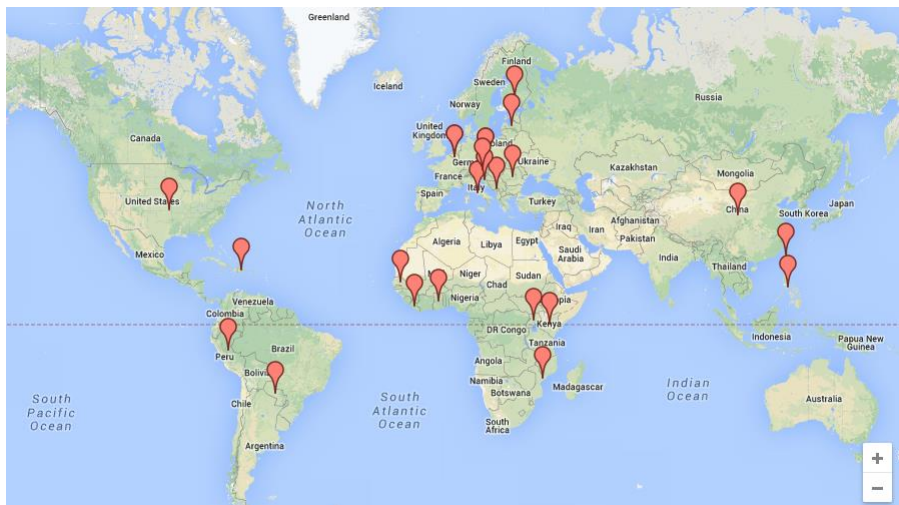 Greenland
Iceland
Finland
Sweden
Norway
Russia
Canada
United
Kingdom
Poland
Germ
Ukraine
Kazakhstan
Mongolia
France
United States
Italy
Spain
Turkey
China
Japan
South Korea
North
Atlantic
Ocean
Afghanistan
Iraq
Iran
Pakistan
Algeria
Libya
Egypt
Saudi
Arabia
Mexico
India
Thailand
Niger
Sudan
Chad
Nigeria
opia
Venezuela
Colombia
DR Congo
Kenya
Tanzania
Indonesia
Papua New
Guinea
Brazil
Peru
Bolivi
Angola
Namibia
Botswana
Madagascar
South
Pacific
Ocean
Chile
South
Atlantic
Ocean
Indian
Ocean
Australia
South
Africa
Argentina
+
−